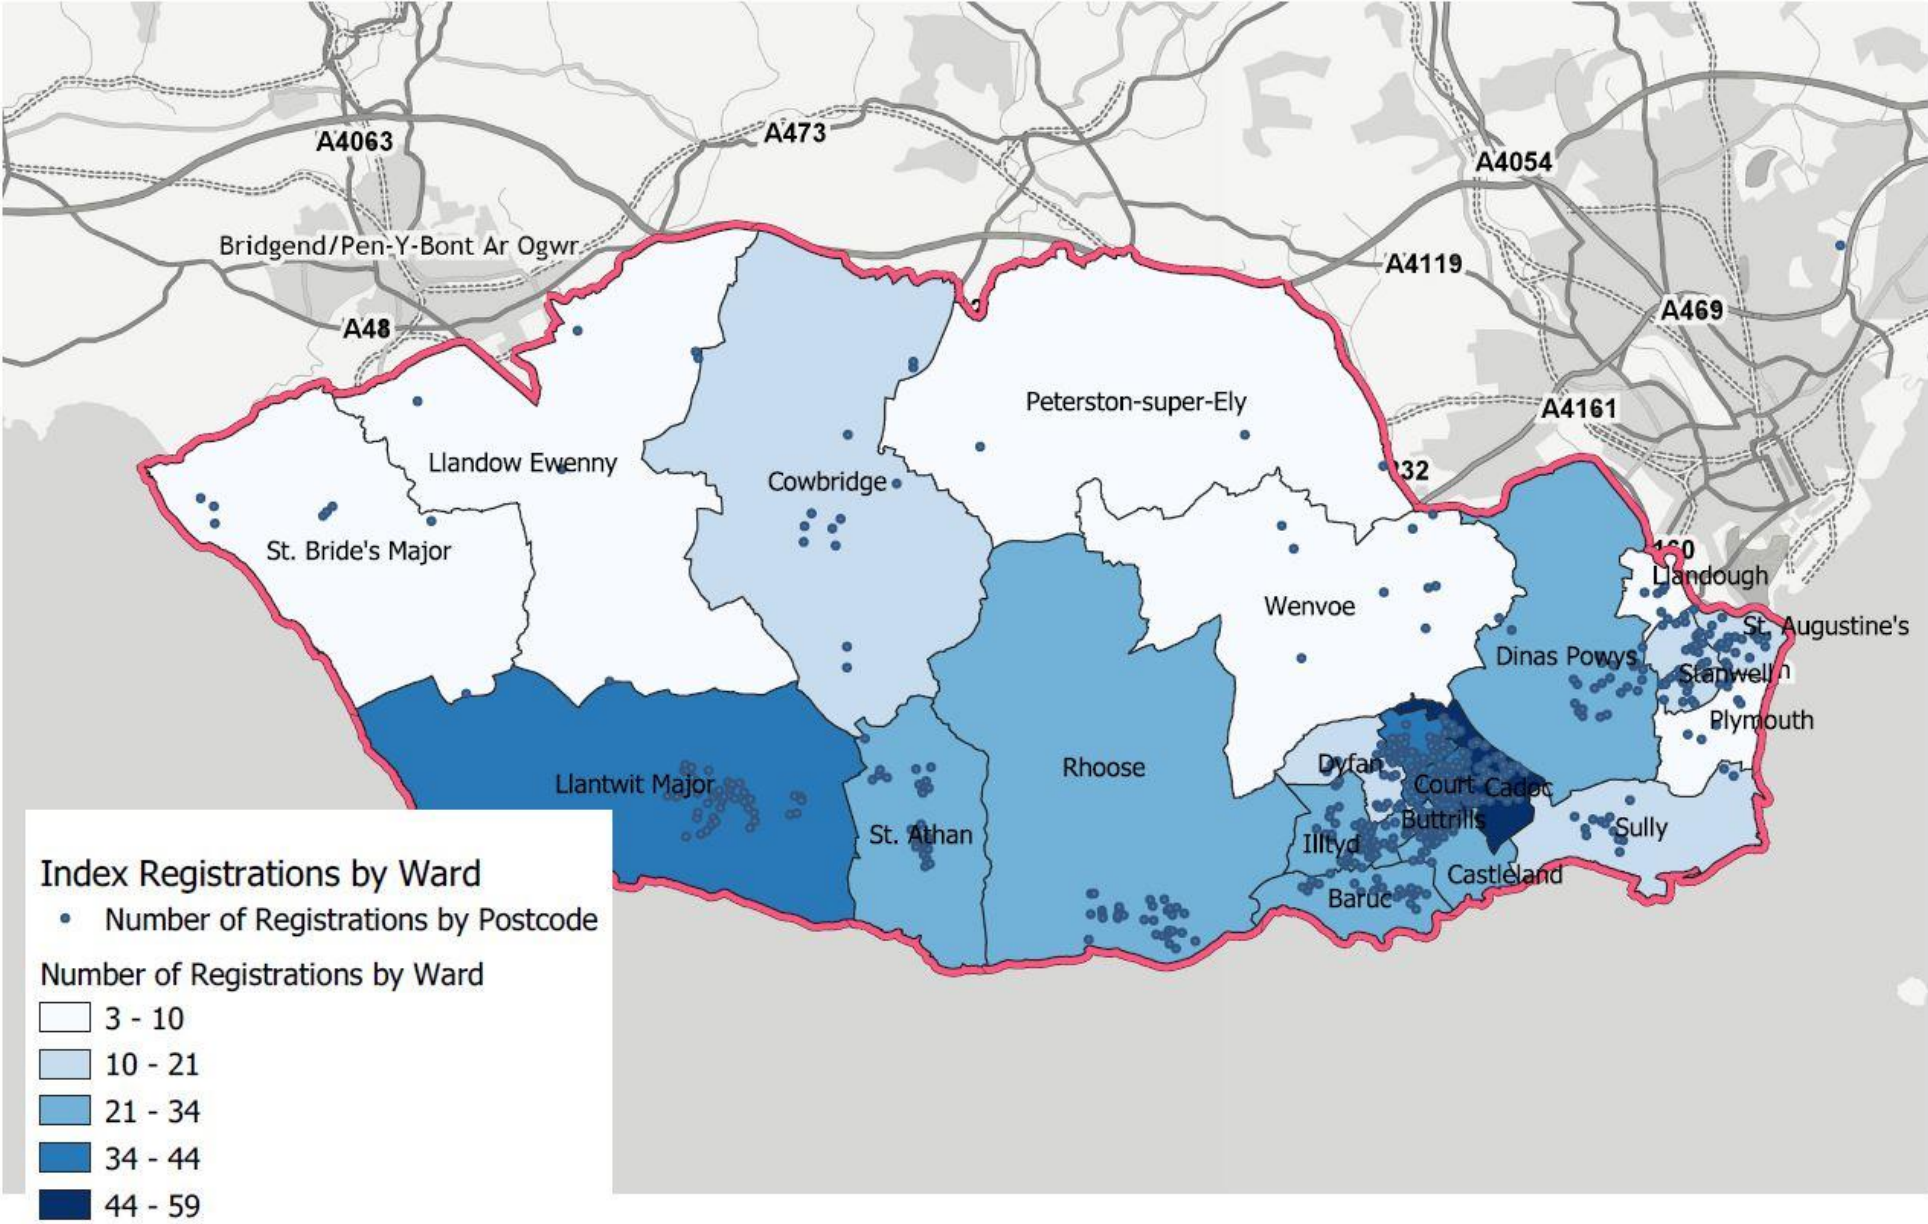 A4063
A473
A4054
Bridgend/Pen-Y-Bont Ar Ogwr
A4119
A48
A469
Peterston-super-Ely
A4161
Llandow Ewenny
Cowbridge
St. Bride's Major
Llandough
Wenvoe
St. Augustine's
Dinas Powys
Stanwell
Plymouth
Rhoose
Dyfan
Llantwit Major
Court
Cadoc
Buttrills
St. Athan
Illtyd
Sully
Castleland
Baruc
Index Registrations by Ward
Number of Registrations by Postcode
Number of Registrations by Ward
3 - 10
10 - 21
21 - 34
34 - 44
44 - 59